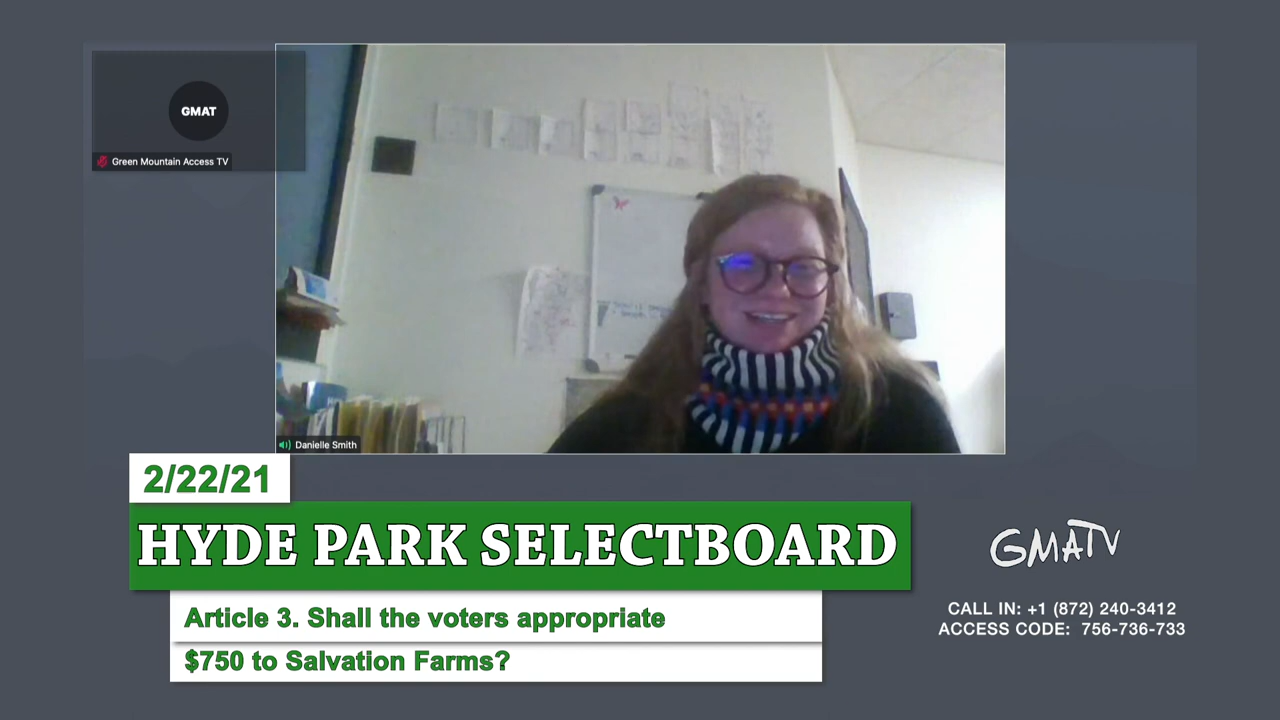 GMAT
Green Mountain Access TV
Danielle Smith
2/22/21
HYDE PARK SELECTBOARD
Article 3. Shall the voters appropriate
$750 to Salvation Farms?
GMATV
CALL IN: +1 (872) 240-3412
ACCESS CODE: 756-736-733